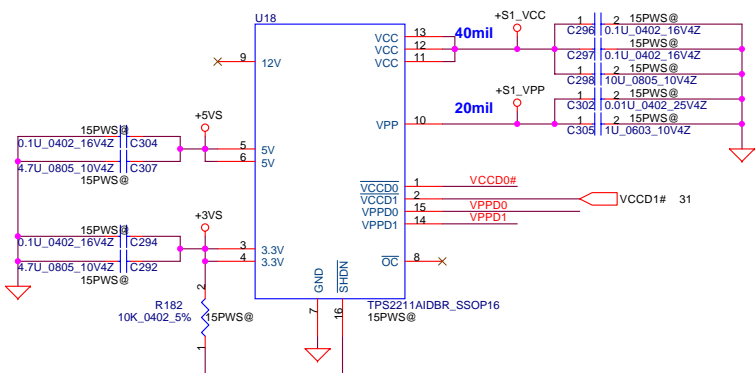 U18
+S1_VCC
15PWS@
1 2
C296 0.1U_0402_16V4Z
15PWS@
1 2
C297 0.1U_0402_16V4Z
15PWS@
1 2
C298 10U_0805_10V4Z
15PWS@
1 2
C302 0.01U_0402_25V4Z
15PWS@
1 2
C305 1U_0603_10V4Z
40mil
VCC 13
VCC 12
VCC 11
9 12V
+S1_VPP
20mil
VPP 10
+5VS
15PWS@
0.1U_0402_16V4Z C304
4.7U_0805_10V4Z C307
15PWS@
5 5V
6 5V
VCCD0 1 VCCD0#
VCCD1 2 VCCD1# 31
VPPD0 15 VPPD0
VPPD1 14 VPPD1
+3VS
15PWS@
0.1U_0402_16V4Z C294
4.7U_0805_10V4Z C292
15PWS@
3 3.3V
4 3.3V
OC 8
GND
SHDN
7
16
TPS2211AIDBR_SSOP16
15PWS@
2
R182
10K_0402_5% 15PWS@
1